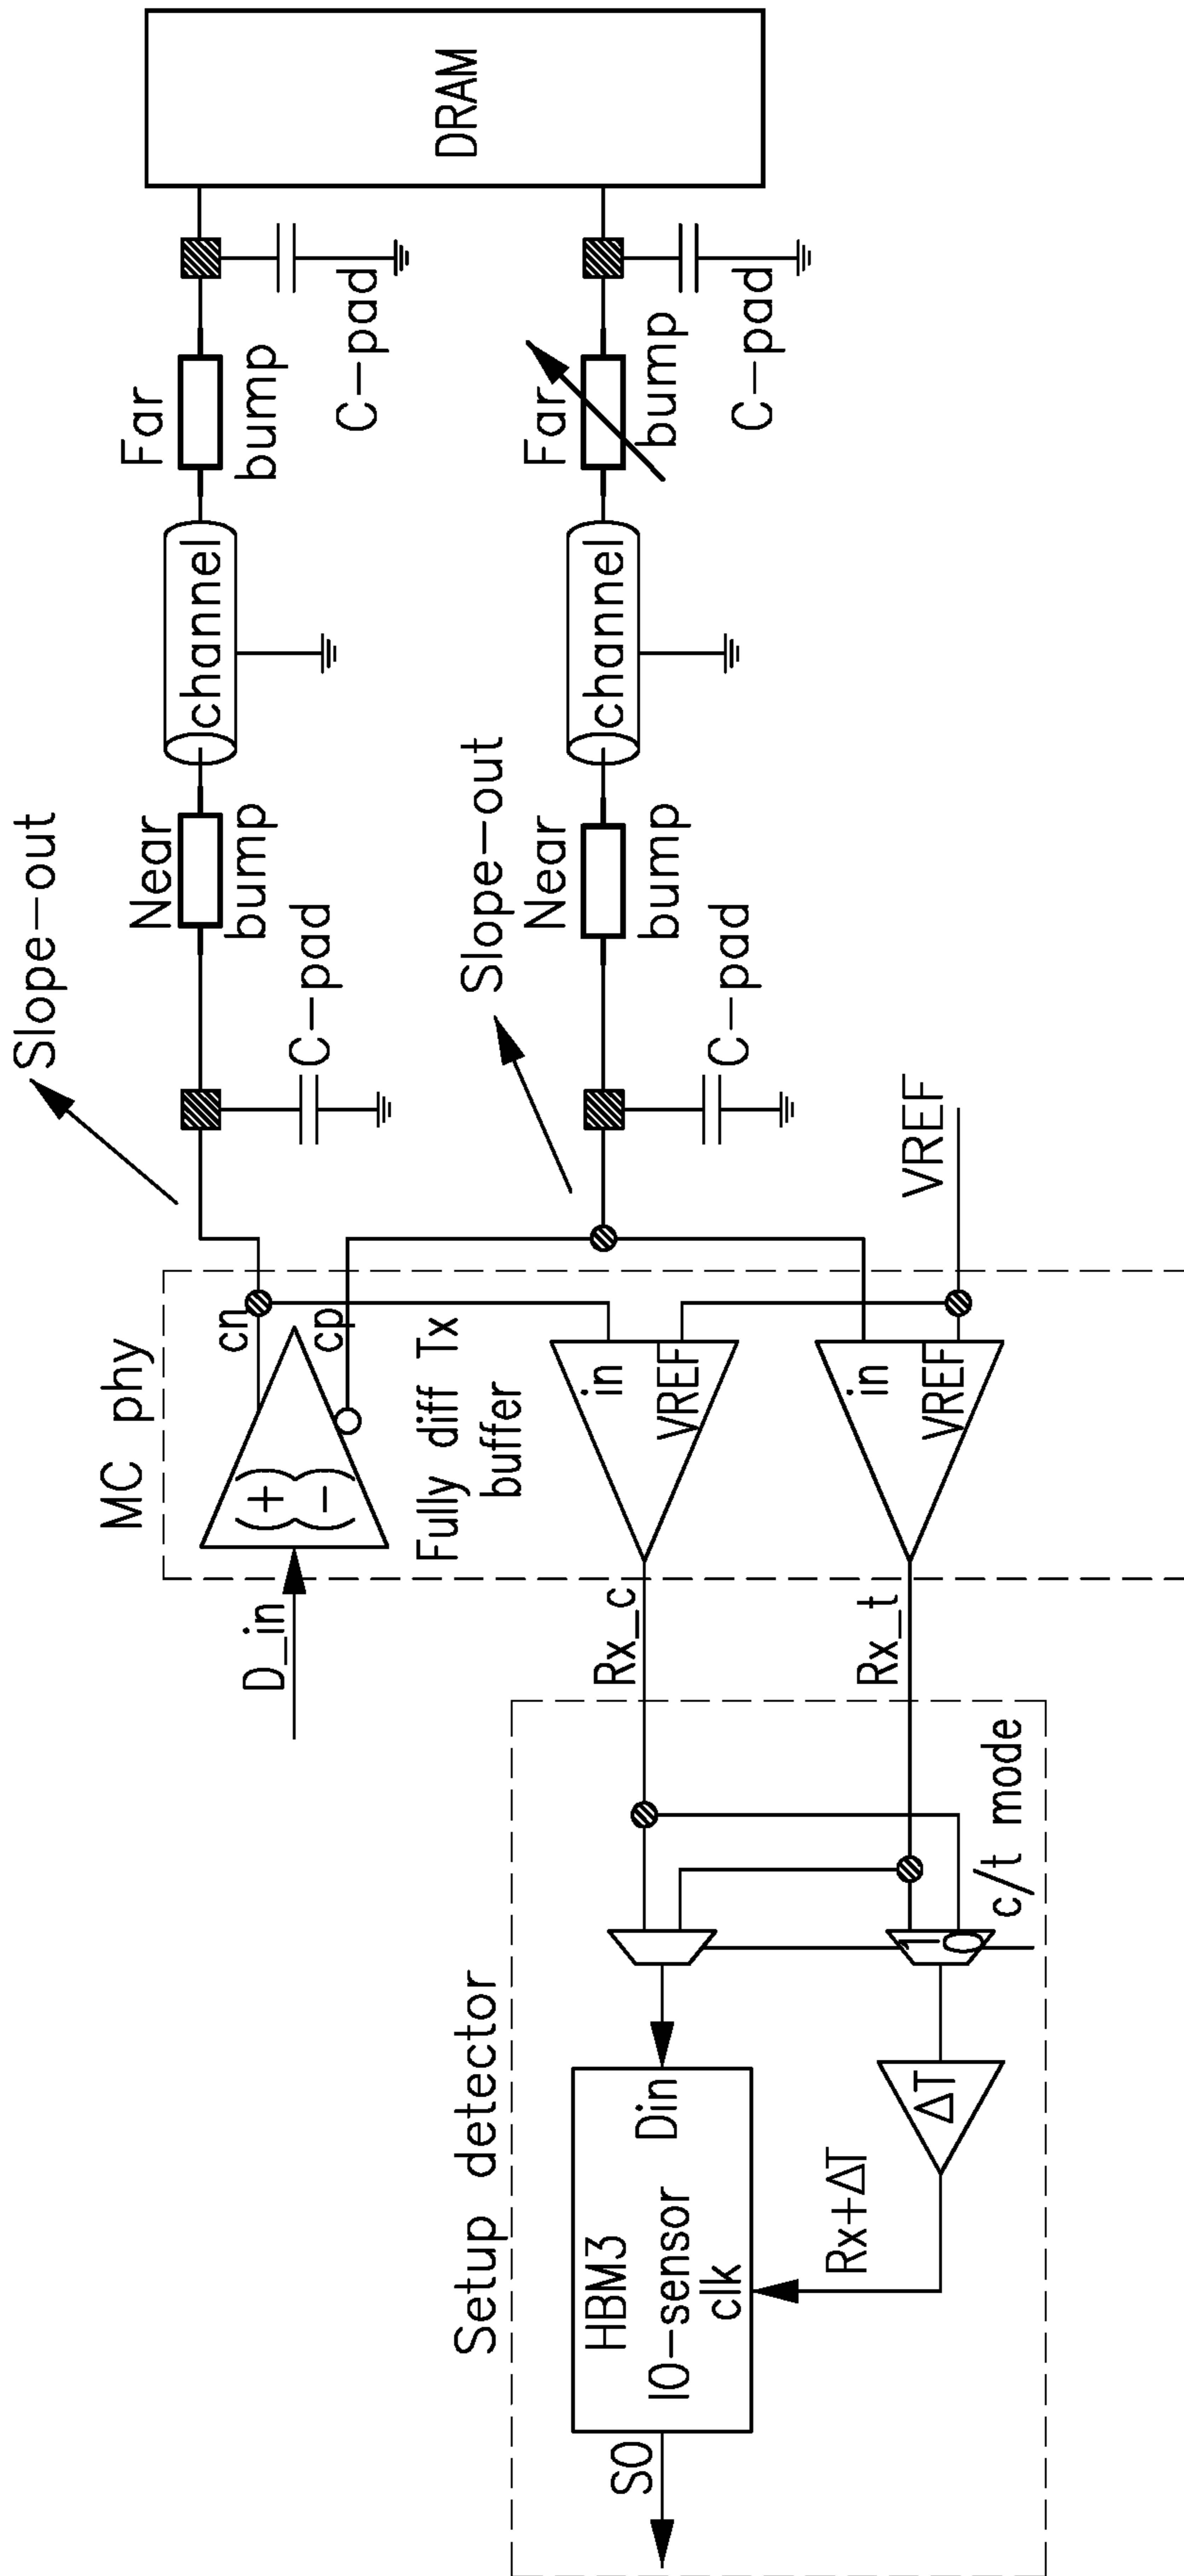 MC phy
D_in
(+)
(-)
cn
cp
Fully diff Tx
buffer
Slope-out
Near
bump
C-pad
channel
Far
bump
C-pad
DRAM
Slope-out
Near
bump
C-pad
channel
Far
bump
C-pad
VREF
in
VREF
Rx_c
in
VREF
Rx_t
Setup detector
HBM3
IO-sensor
Din
clk
SO
1
0
c/t mode
ΔT
Rx+ΔT